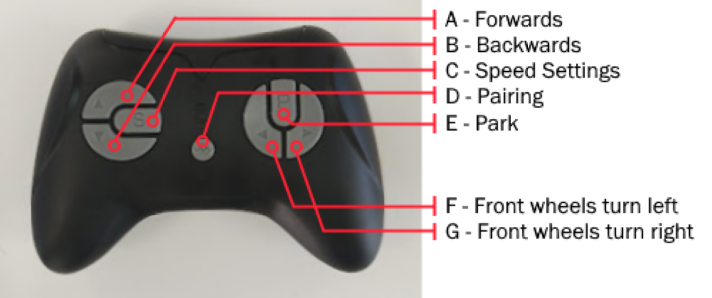 A - Forwards
B - Backwards
C - Speed Settings
D - Pairing
E - Park
F - Front wheels turn left
G - Front wheels turn right
S
P